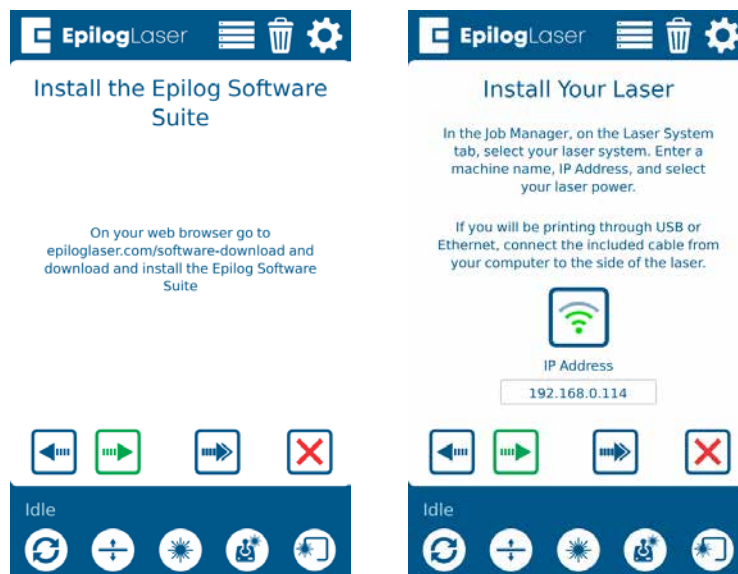 EpilogLaser
Install the Epilog Software
Suite
On your web browser go to
epiloglaser.com/software-download and
download and install the Epilog Software
Suite
Idle
EpilogLaser
Install Your Laser
In the Job Manager, on the Laser System
tab, select your laser system. Enter a
machine name, IP Address, and select
your laser power.
If you will be printing through USB or
Ethernet, connect the included cable from
your computer to the side of the laser.
IP Address
192.168.0.114
Idle